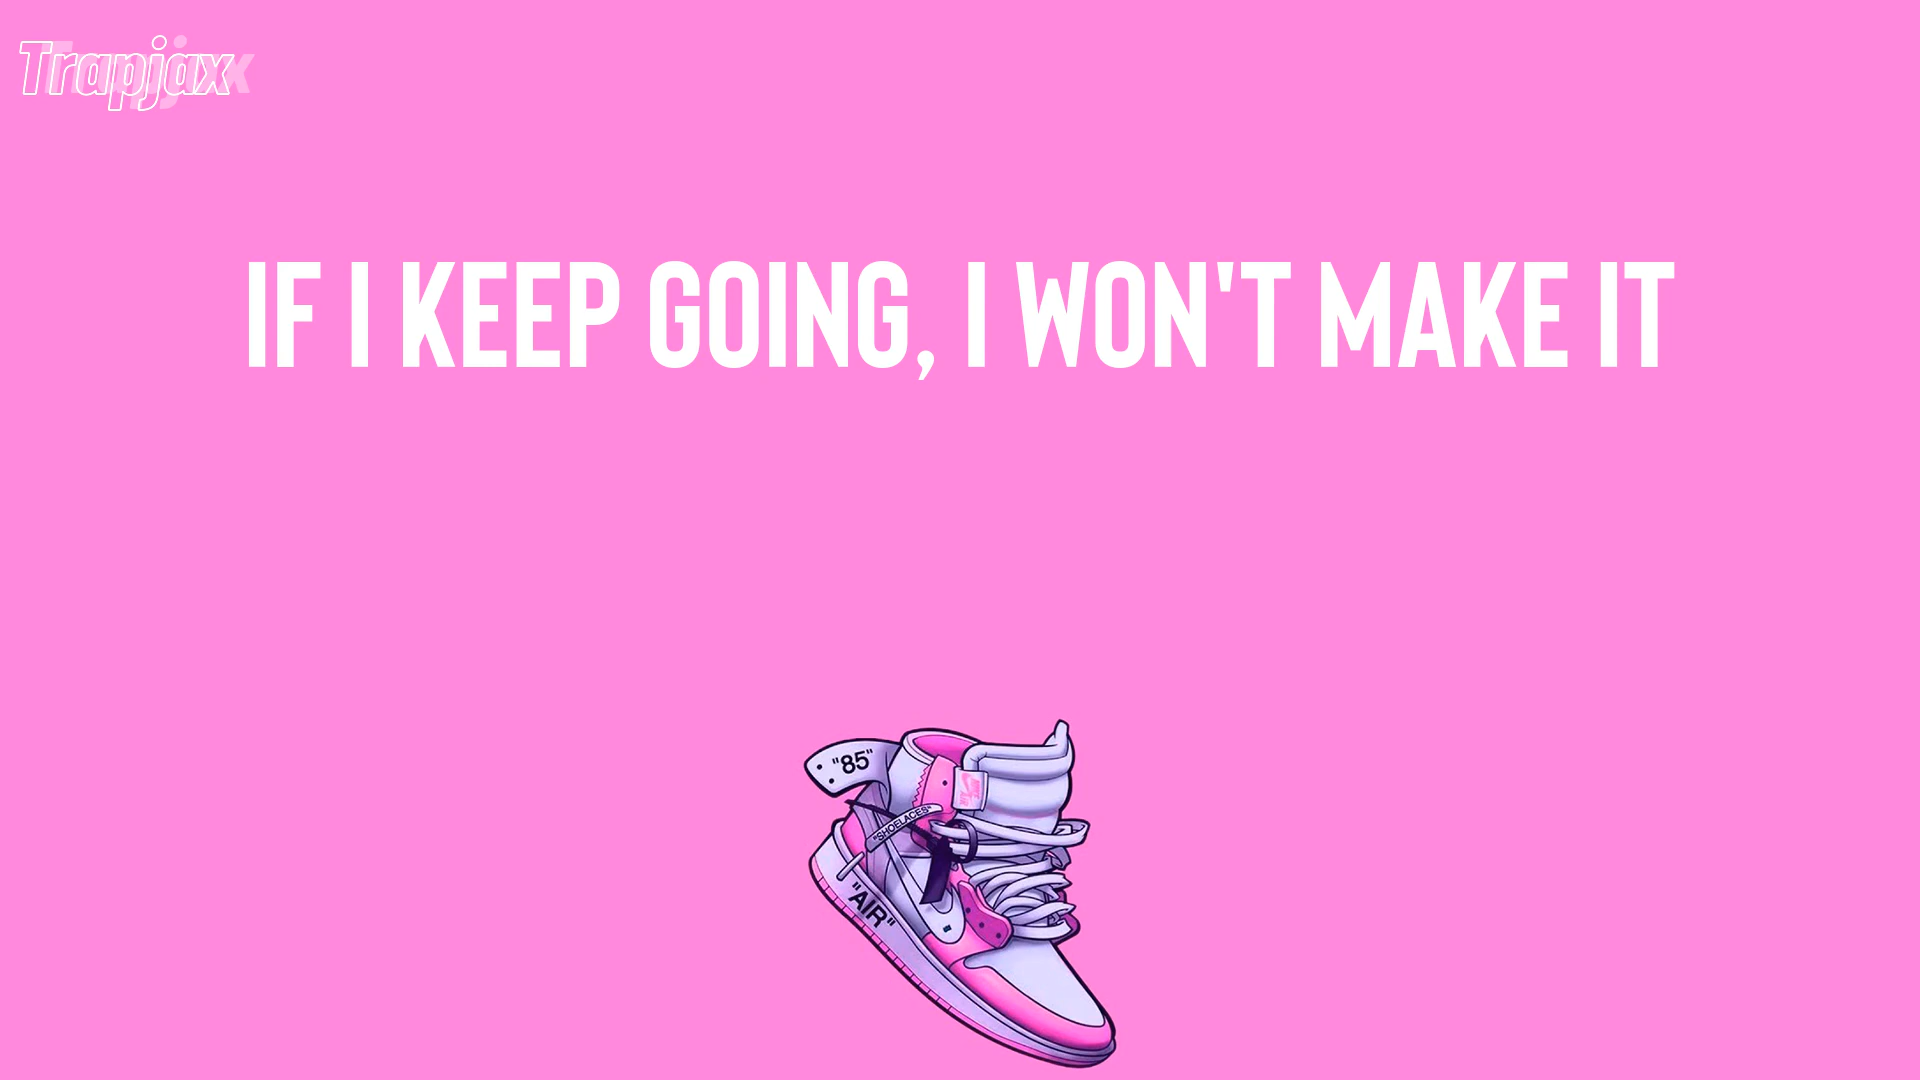 Trapjax
IF I KEEP GOING, I WON'T MAKE IT
"85"
"SHOELACES"
"AIR"